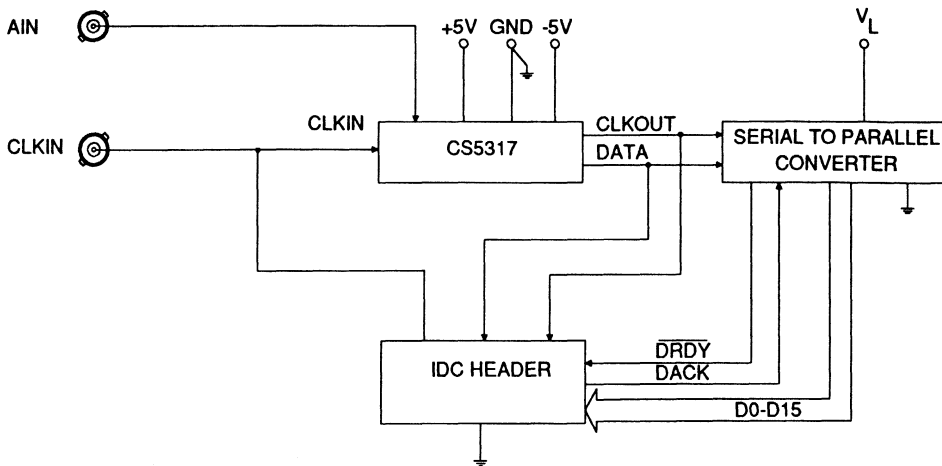 AIN
+5V GND -5V
V_L
CLKIN
CLKIN
CS5317
CLKOUT
DATA
SERIAL TO PARALLEL
CONVERTER
IDC HEADER
DRDY
DACK
D0-D15